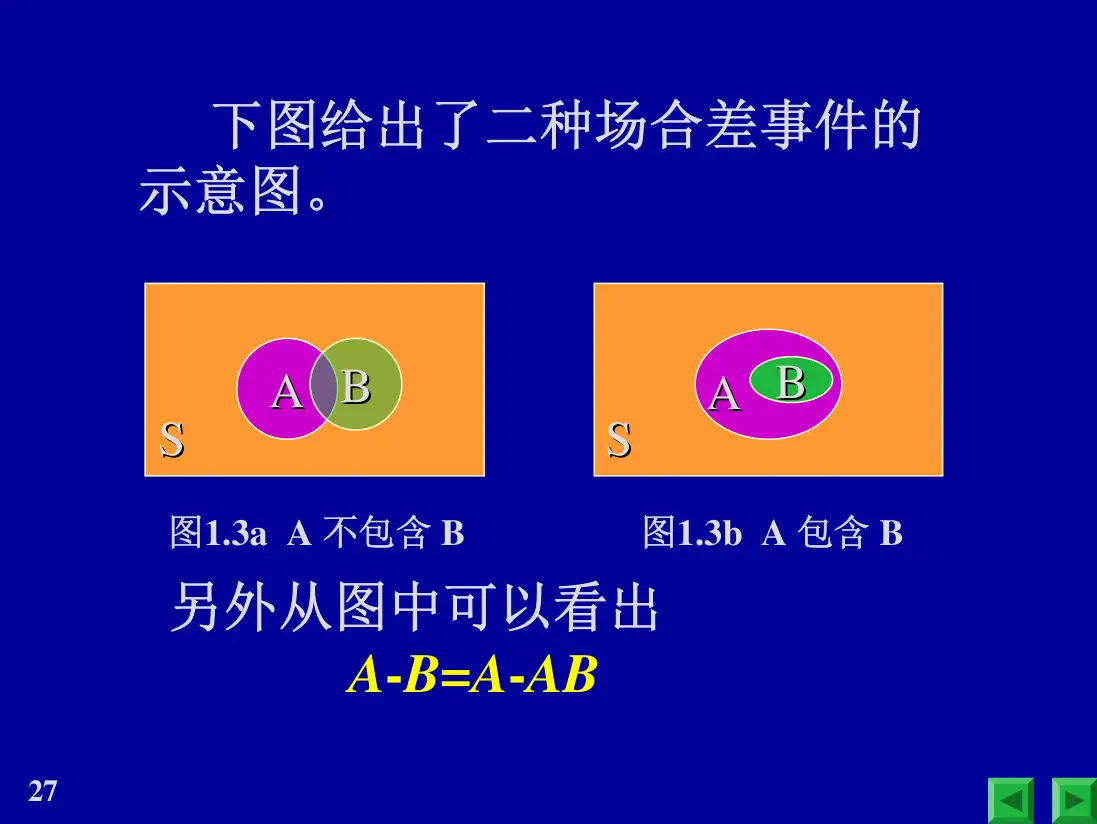 下图给出了二种场合差事件的
示意图。
A B
S
A B
S
图1.3a A 不包含 B
图1.3b A 包含 B
另外从图中可以看出
A-B=A-AB
27